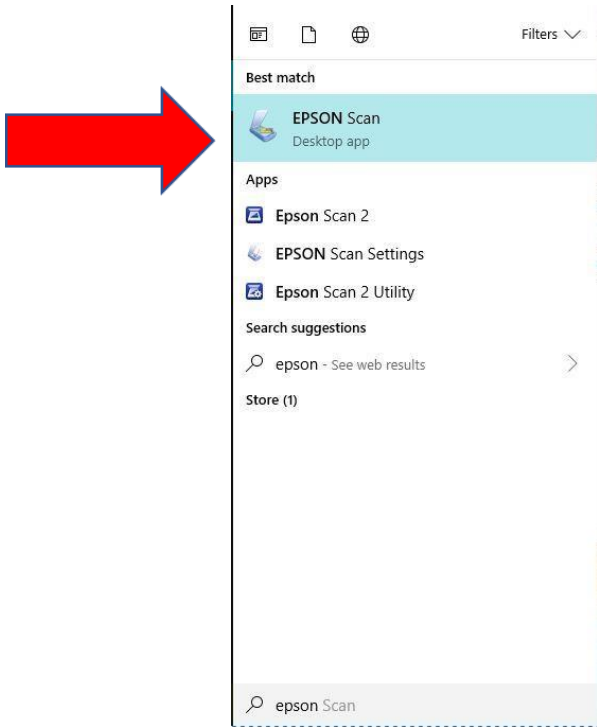 Filters
Best match
EPSON Scan
Desktop app
Apps
Epson Scan 2
EPSON Scan Settings
Epson Scan 2 Utility
Search suggestions
epson - See web results
Store (1)
epson Scan